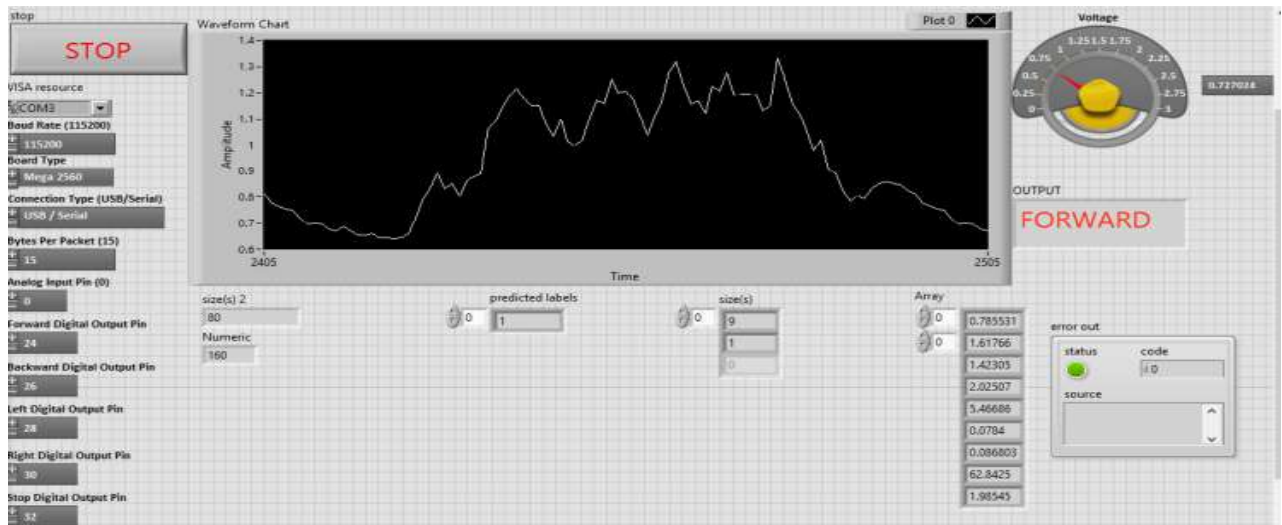 stop
STOP
VISA resource
COM3
Baud Rate (115200)
115200
Board Type
Mega 2560
Connection Type (USB/Serial)
USB / Serial
Bytes Per Packet (15)
15
Analog Input Pin (0)
0
Forward Digital Output Pin
24
Backward Digital Output Pin
26
Left Digital Output Pin
28
Right Digital Output Pin
30
Stop Digital Output Pin
32
Waveform Chart
Plot 0
Amplitude
1.4
1.3
1.2
1.1
1
0.9
0.8
0.7
0.6
2405
2505
Time
Voltage
0
0.25
0.5
0.75
1
1.25
1.5
1.75
2
2.25
2.5
2.75
3
0.727024
OUTPUT
FORWARD
size(s) 2
80
Numeric
160
predicted labels
0
1
size(s)
0
9
1
0
Array
0
0
0.785531
1.61766
1.42305
2.02507
5.46686
0.0784
0.086803
62.8425
1.98545
error out
status
code
0
source